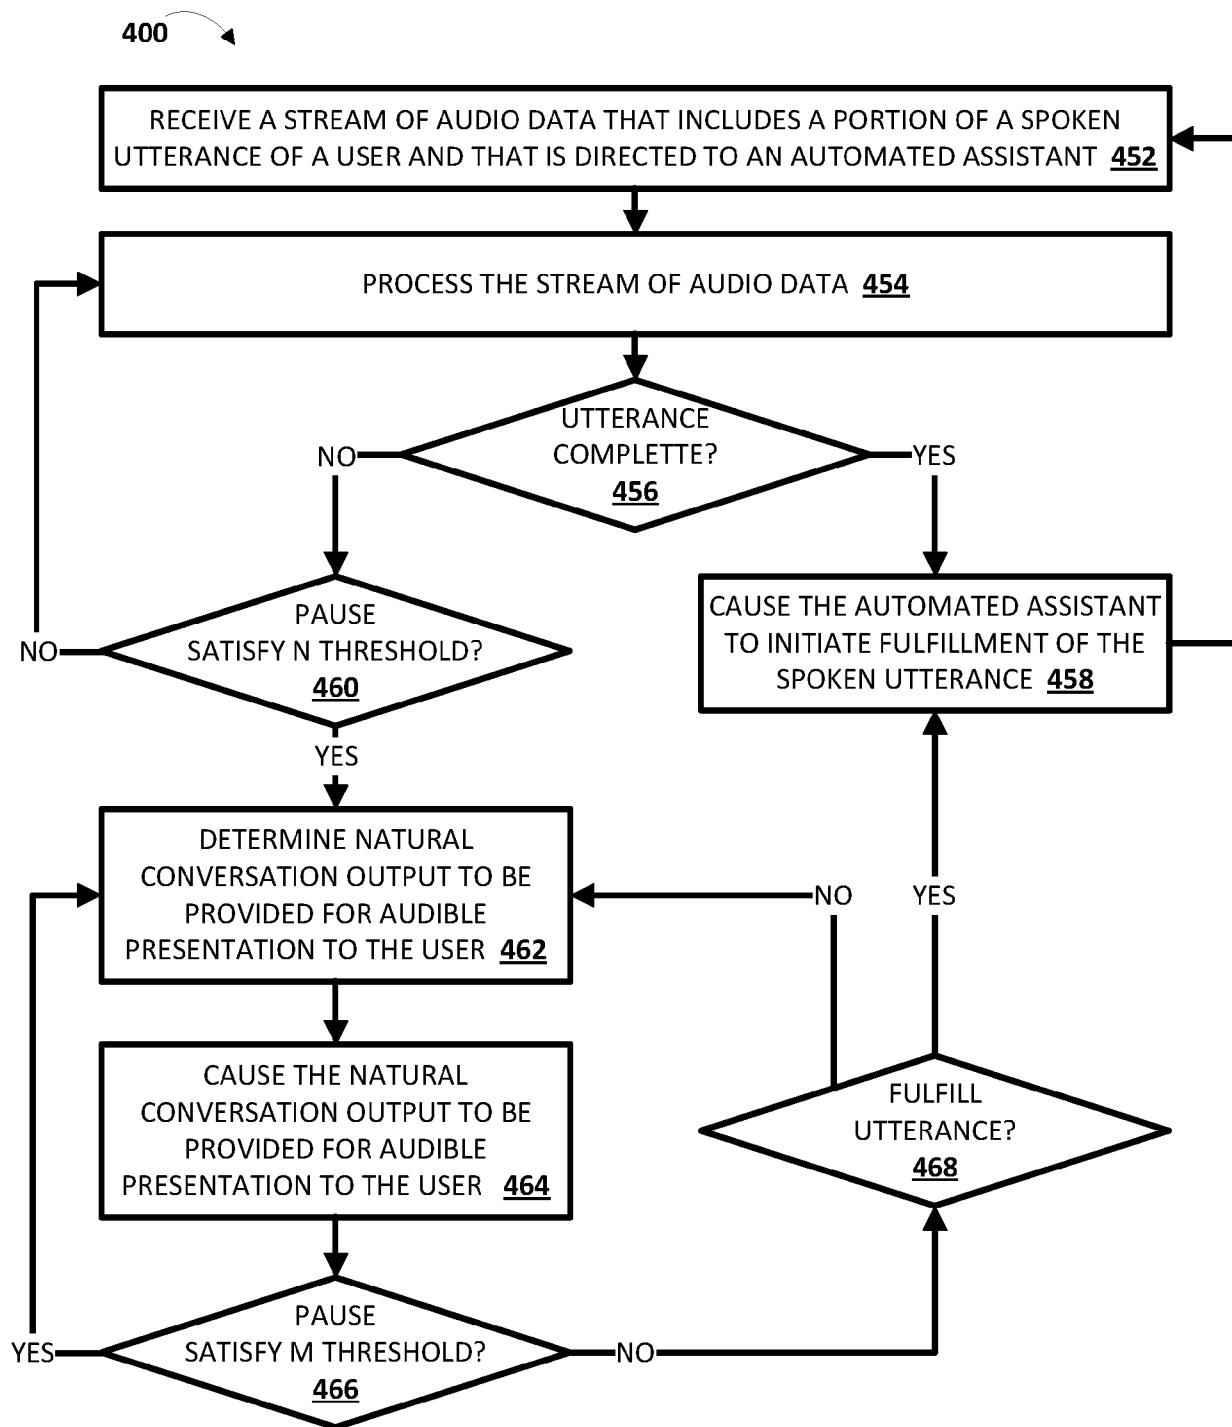 400
RECEIVE A STREAM OF AUDIO DATA THAT INCLUDES A PORTION OF A SPOKEN
UTTERANCE OF A USER AND THAT IS DIRECTED TO AN AUTOMATED ASSISTANT 452
PROCESS THE STREAM OF AUDIO DATA 454
UTTERANCE
COMPLETTE?
456
NO
YES
PAUSE
SATISFY N THRESHOLD?
460
NO
YES
CAUSE THE AUTOMATED ASSISTANT
TO INITIATE FULFILLMENT OF THE
SPOKEN UTTERANCE 458
DETERMINE NATURAL
CONVERSATION OUTPUT TO BE
PROVIDED FOR AUDIBLE
PRESENTATION TO THE USER 462
NO
YES
CAUSE THE NATURAL
CONVERSATION OUTPUT TO BE
PROVIDED FOR AUDIBLE
PRESENTATION TO THE USER 464
FULFILL
UTTERANCE?
468
PAUSE
SATISFY M THRESHOLD?
466
YES
NO